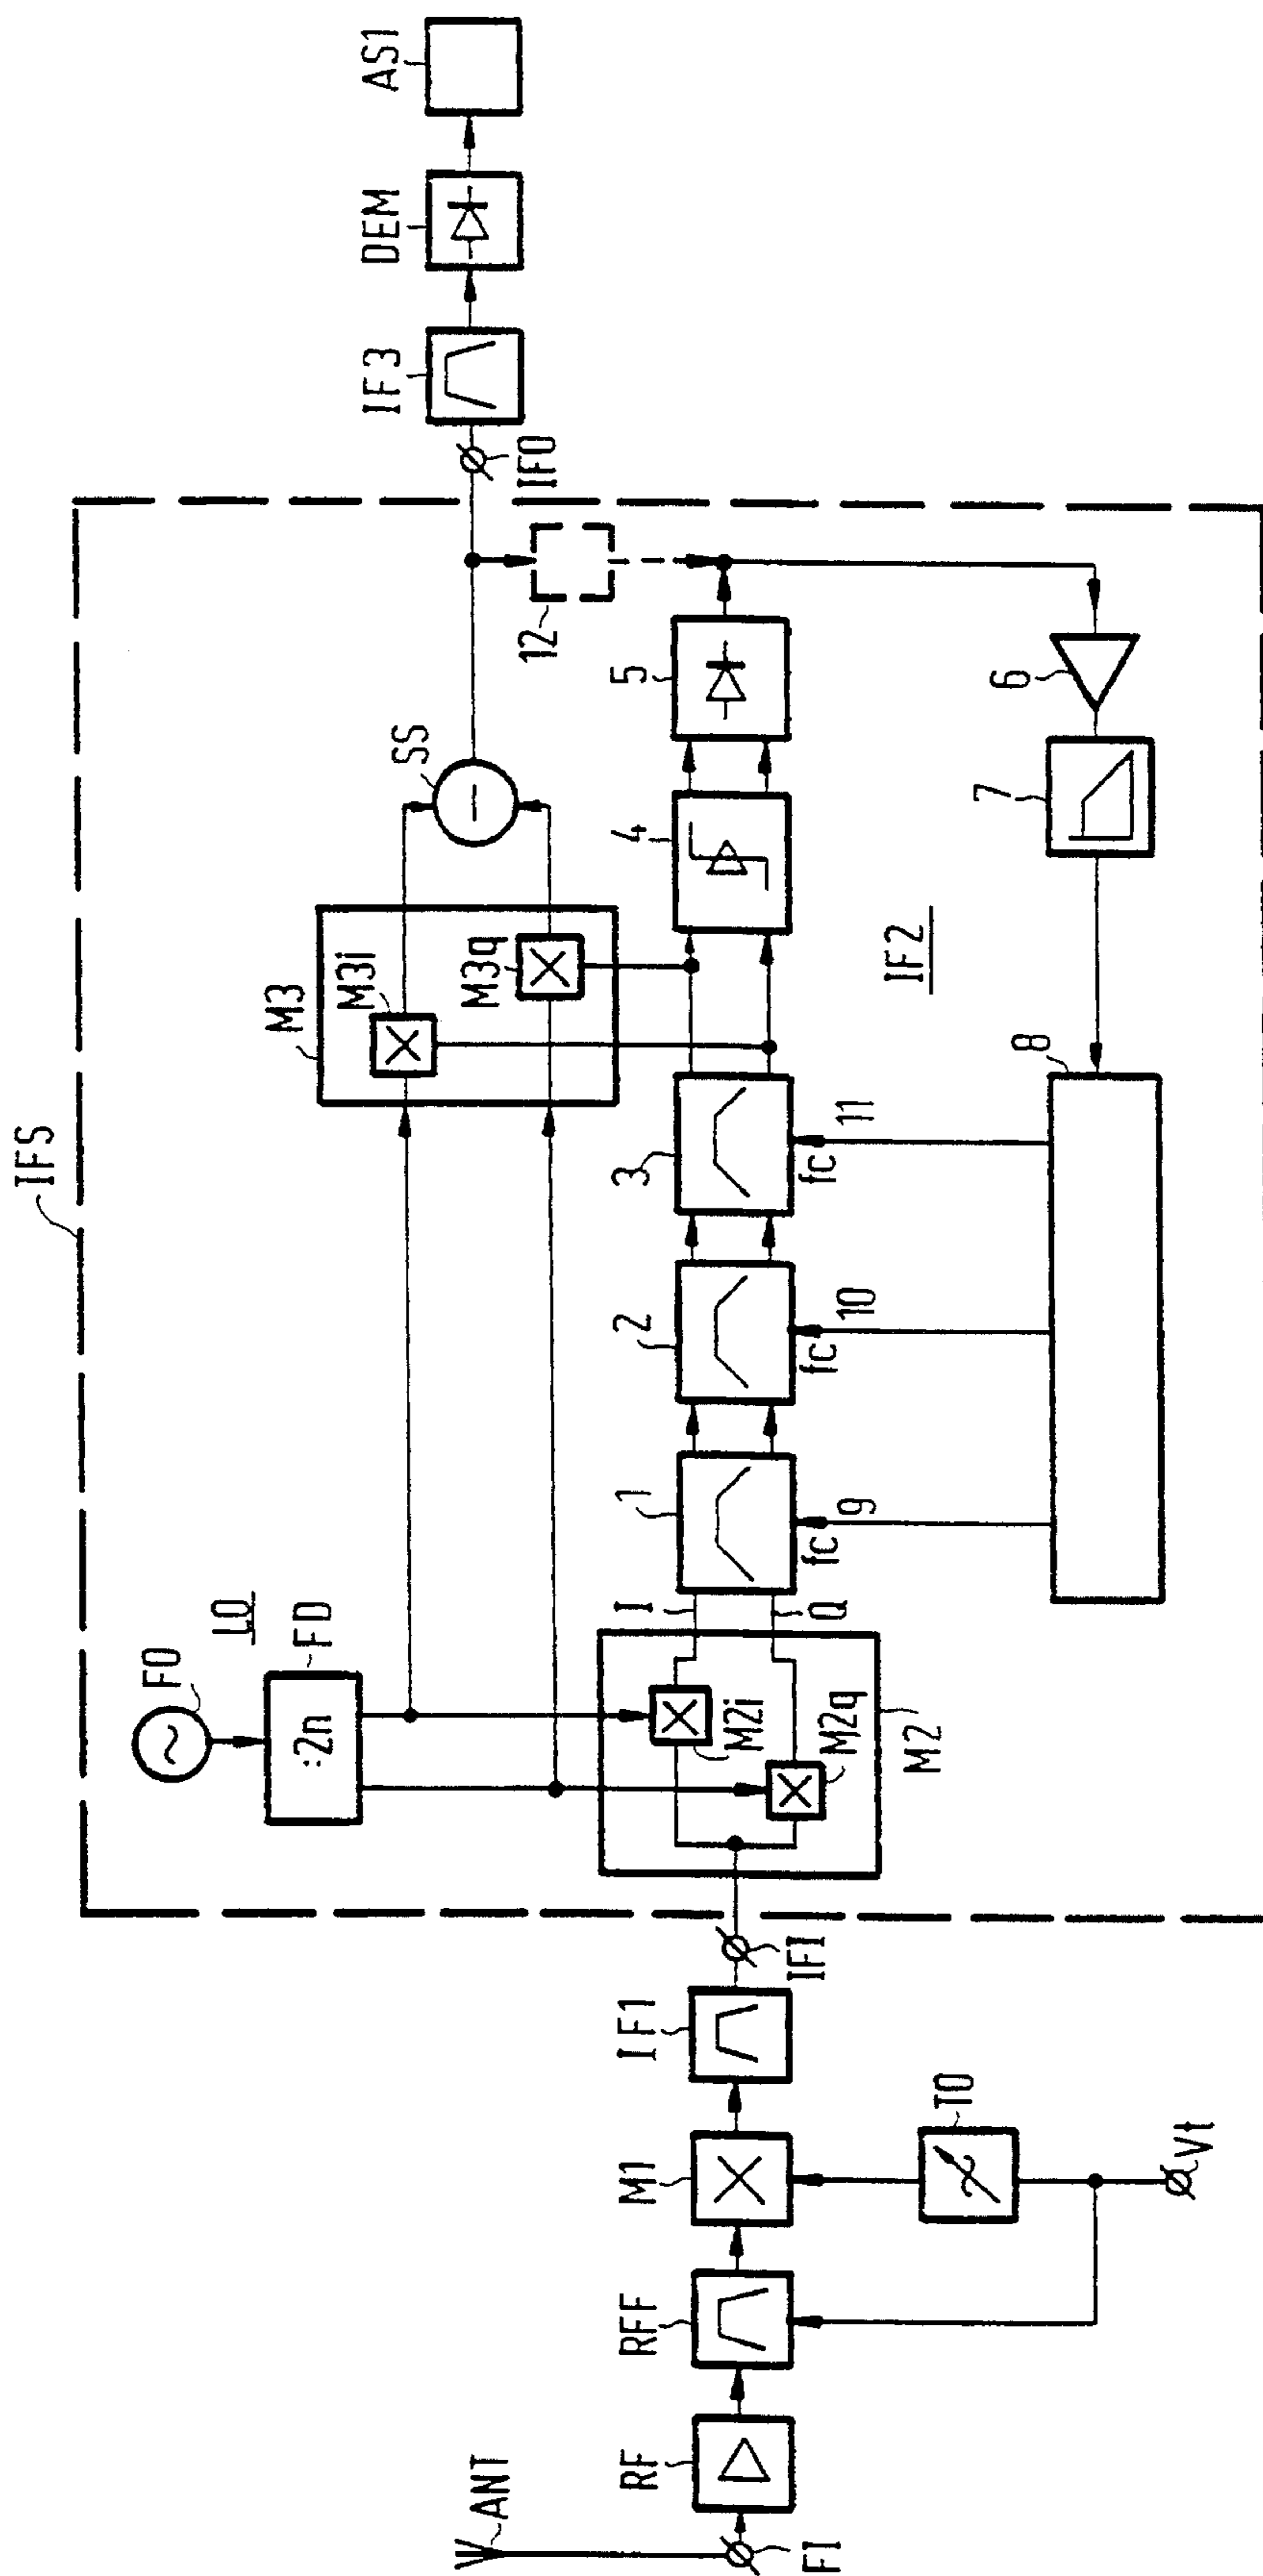 IFS
FO
LO
FD
:2n
M3
M3i
M3q
SS
IFO
IF3
DEM
AS1
12
ANT
FI
RF
RFF
M1
IF1
IFI
TO
Vt
M2
M2i
M2q
I
Q
1
2
3
4
5
6
7
8
fc
9
fc
10
fc
11
IF2